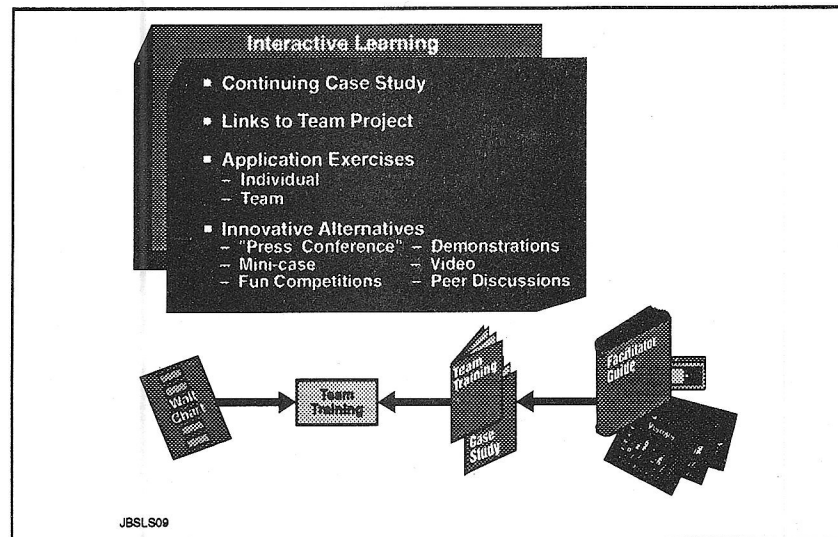 Interactive Learning
▪ Continuing Case Study
▪ Links to Team Project
▪ Application Exercises
– Individual
– Team
▪ Innovative Alternatives
– "Press Conference" – Demonstrations
– Mini-case – Video
– Fun Competitions – Peer Discussions
Wall
Chart
Team
Training
Team
Training
Case
Study
Facilitator
Guide
JBSLS09